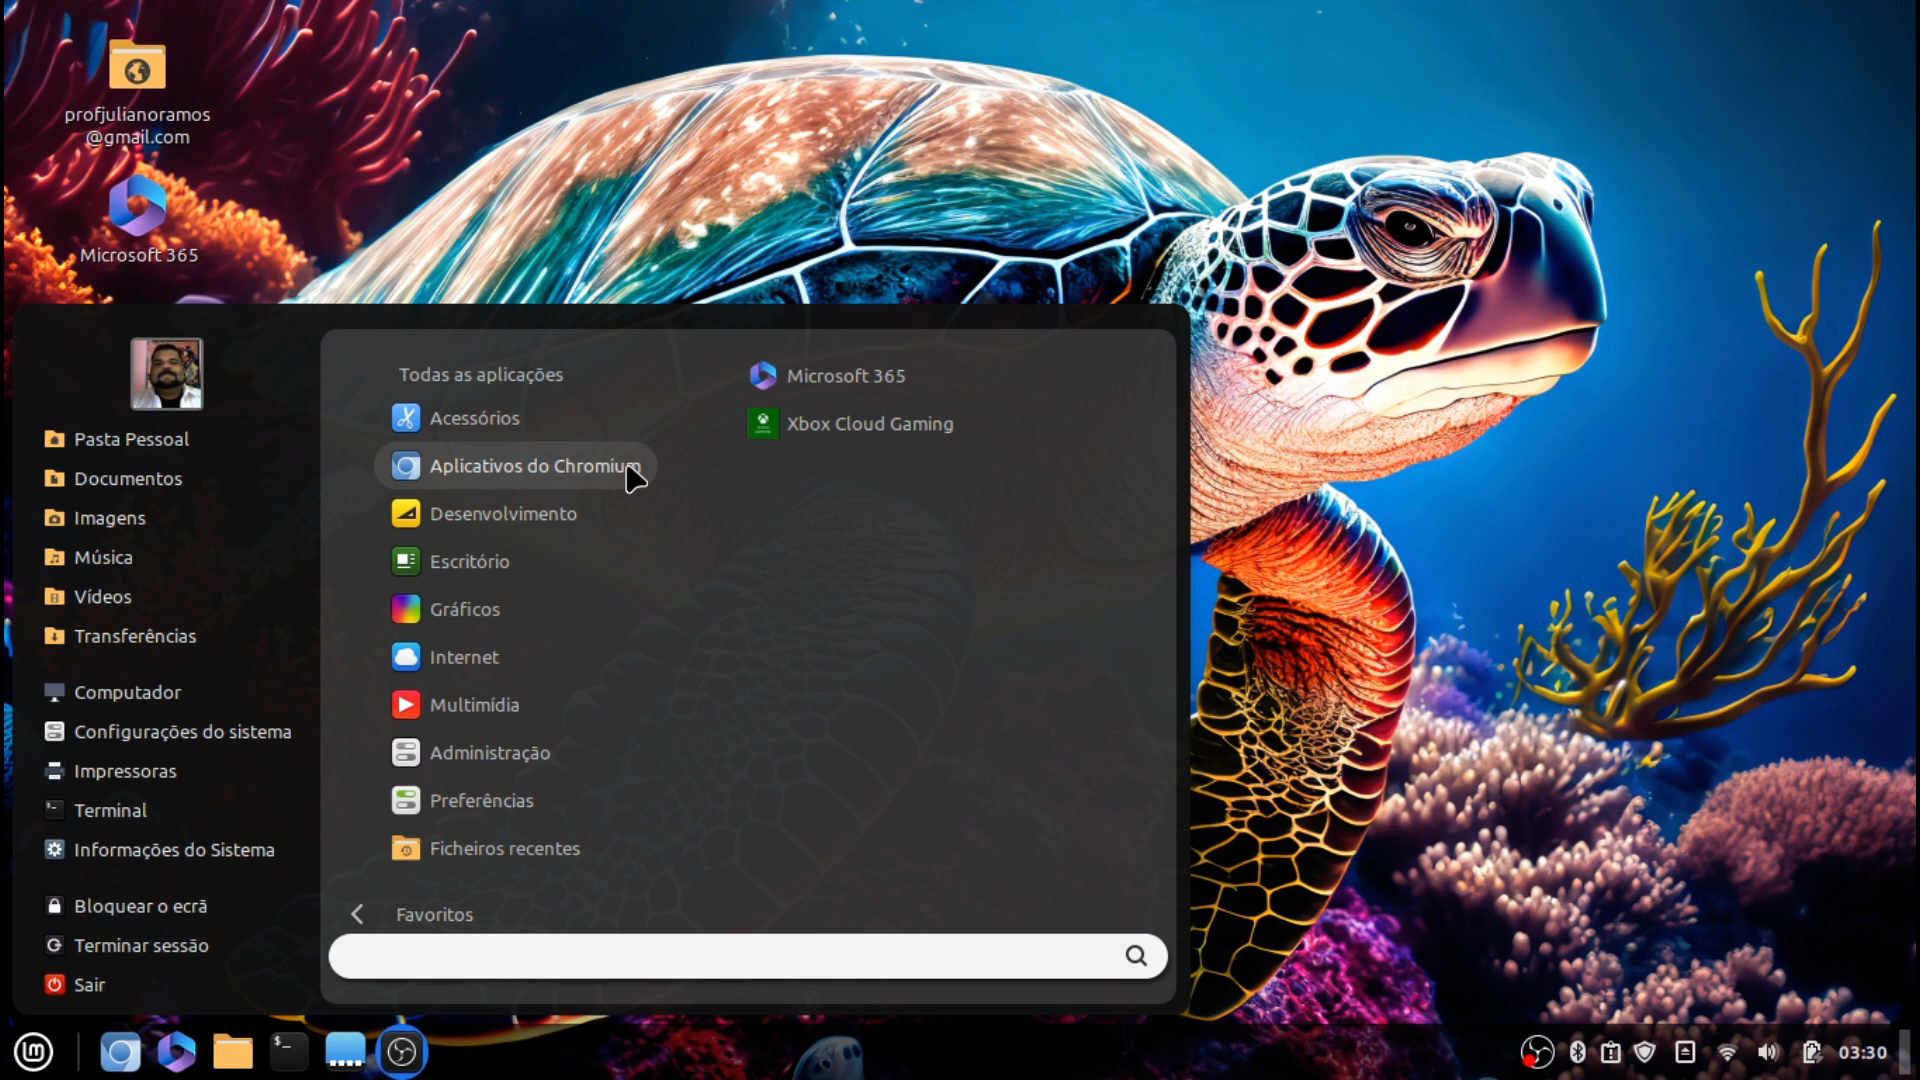 profjulianoramos
@gmail.com
Microsoft 365
Pasta Pessoal
Documentos
Imagens
Música
Vídeos
Transferências
Computador
Configurações do sistema
Impressoras
Terminal
Informações do Sistema
Bloquear o ecrã
Terminar sessão
Sair
Todas as aplicações
Acessórios
Aplicativos do Chromium
Desenvolvimento
Escritório
Gráficos
Internet
Multimídia
Administração
Preferências
Ficheiros recentes
Favoritos
Microsoft 365
Xbox Cloud Gaming
$_
03:30